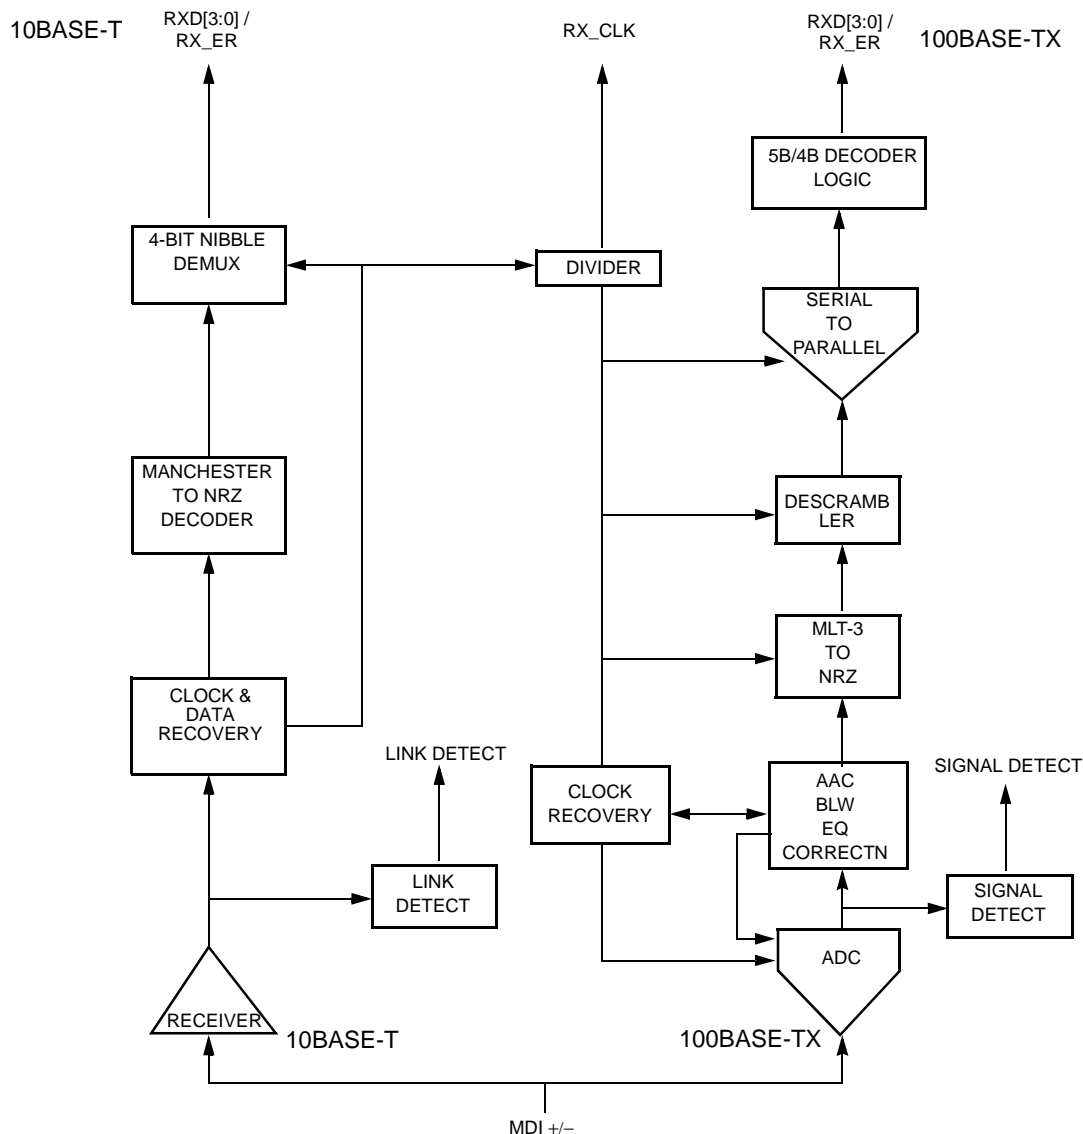 10BASE-T
RXD[3:0] /
RX_ER
RX_CLK
RXD[3:0] /
RX_ER
100BASE-TX
5B/4B DECODER
LOGIC
4-BIT NIBBLE
DEMUX
DIVIDER
SERIAL
TO
PARALLEL
MANCHESTER
TO NRZ
DECODER
DESCRAMB
LER
MLT-3
TO
NRZ
CLOCK &
DATA
RECOVERY
LINK DETECT
CLOCK
RECOVERY
AAC
BLW
EQ
CORRECTN
SIGNAL DETECT
LINK
DETECT
SIGNAL
DETECT
ADC
RECEIVER
10BASE-T
100BASE-TX
MDI +/−